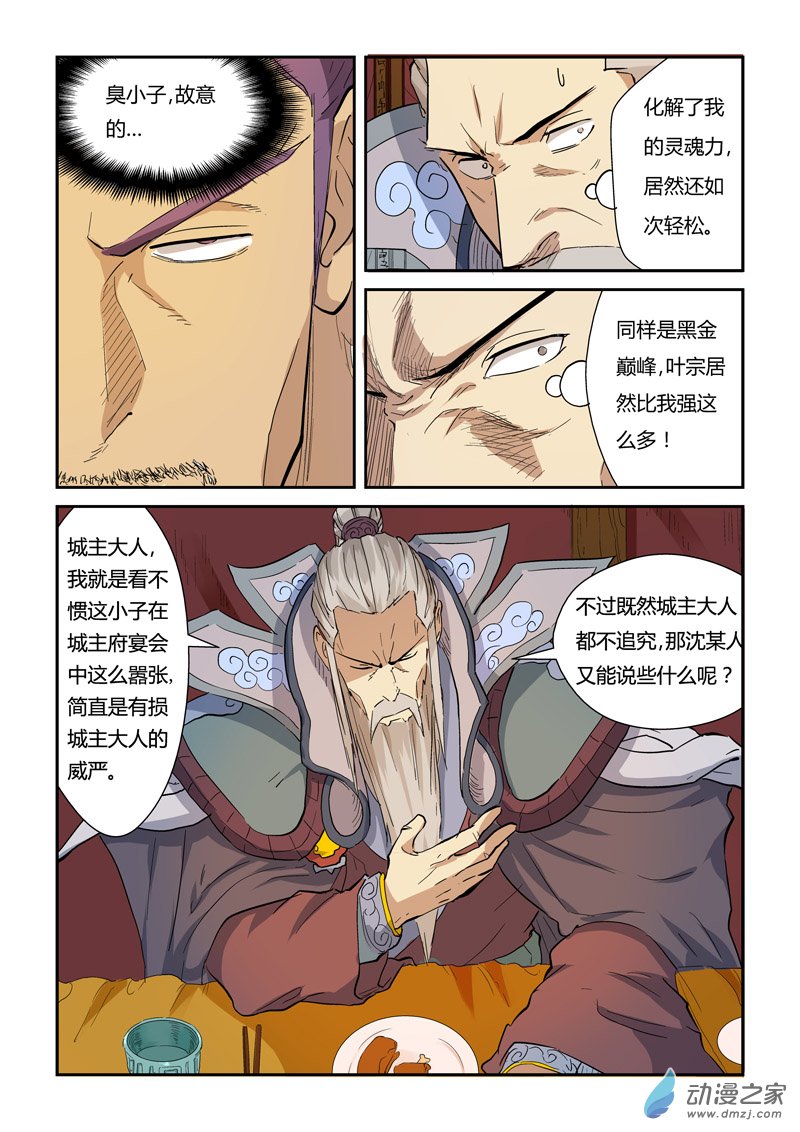 臭小子，故意
的...
化解了我
的灵魂力，
居然还如
次轻松。
同样是黑金
巅峰，叶宗居
然比我强这
么多！
城主大人，
我就是看不
惯这小子在
城主府宴会
中这么嚣张，
简直是有损
城主大人的
威严。
不过既然城主大人
都不追究，那沈某人
又能说些什么呢？
动漫之家
www.dmzj.com